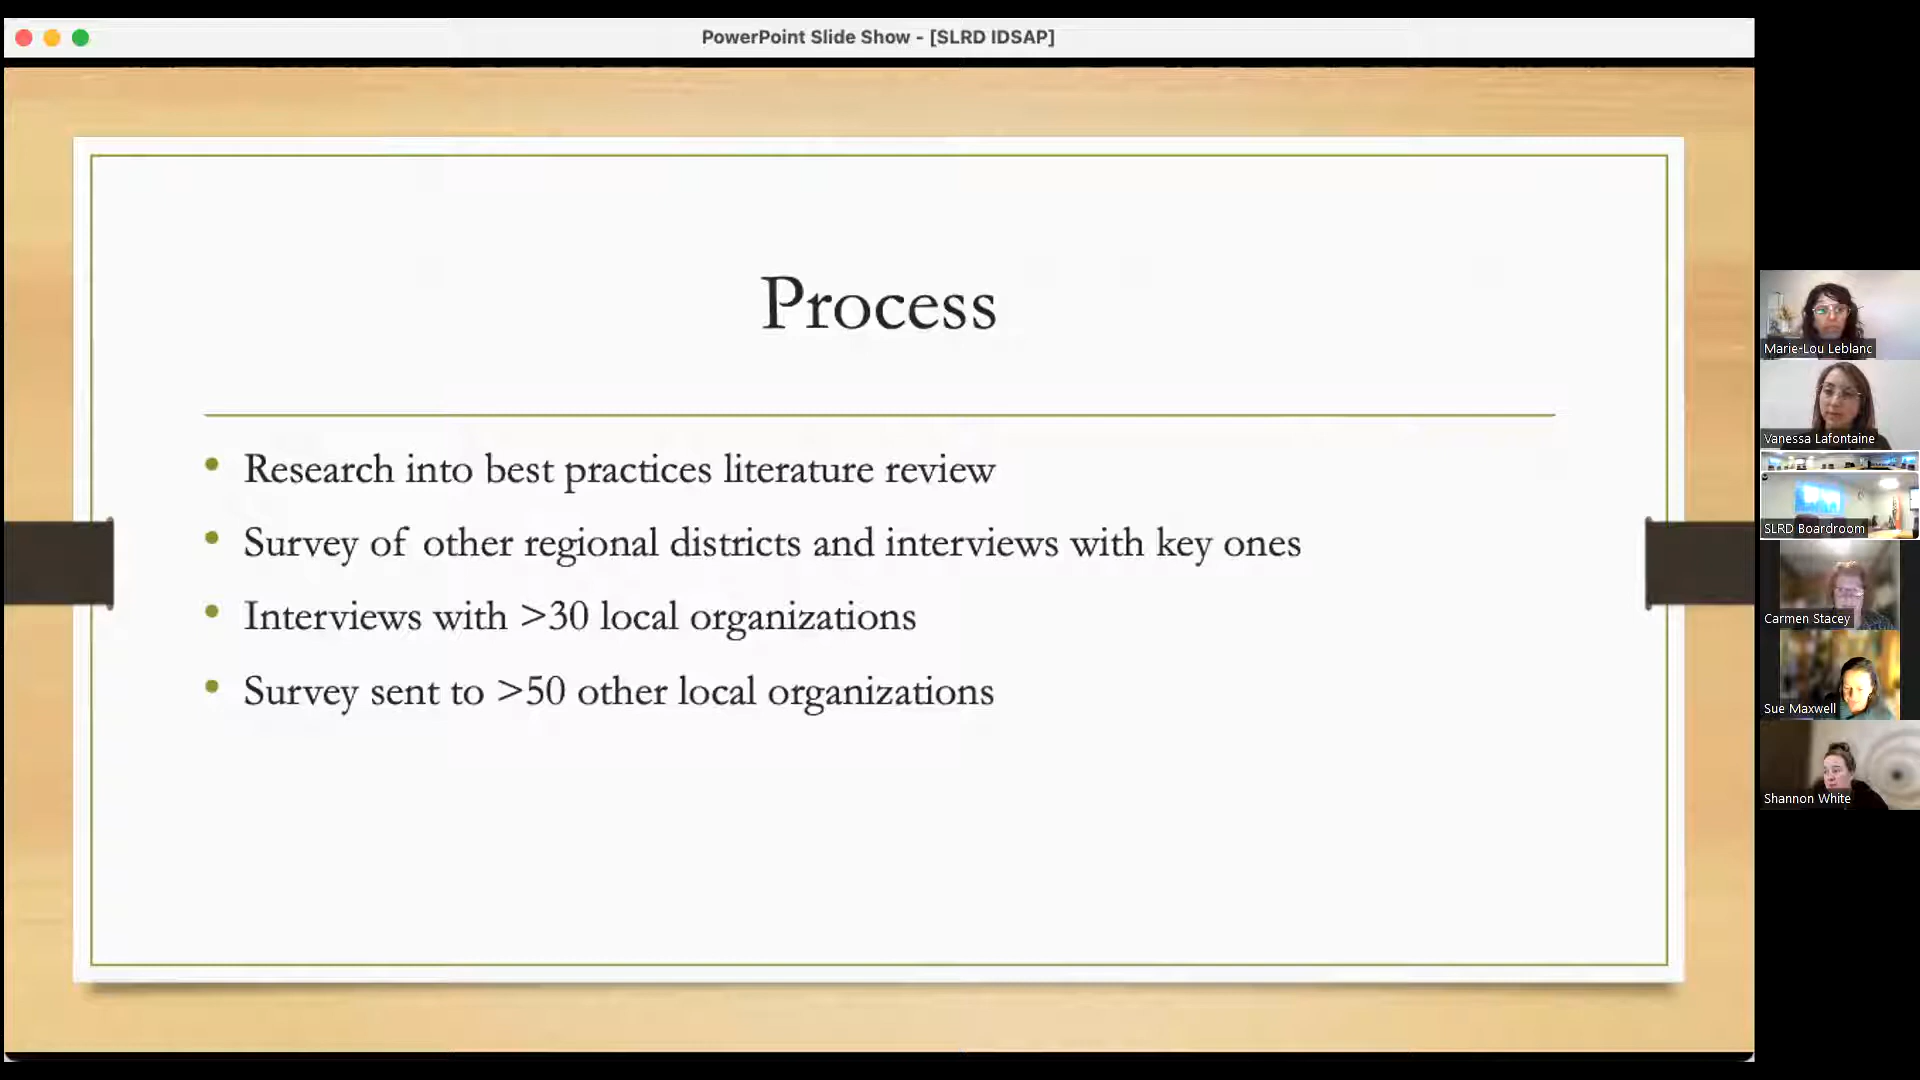 PowerPoint Slide Show - [SLRD IDSAP]
Process
• Research into best practices literature review
• Survey of other regional districts and interviews with key ones
• Interviews with >30 local organizations
• Survey sent to >50 other local organizations
Marie-Lou Leblanc
Vanessa Lafontaine
SLRD Boardroom
Carmen Stacey
Sue Maxwell
Shannon White